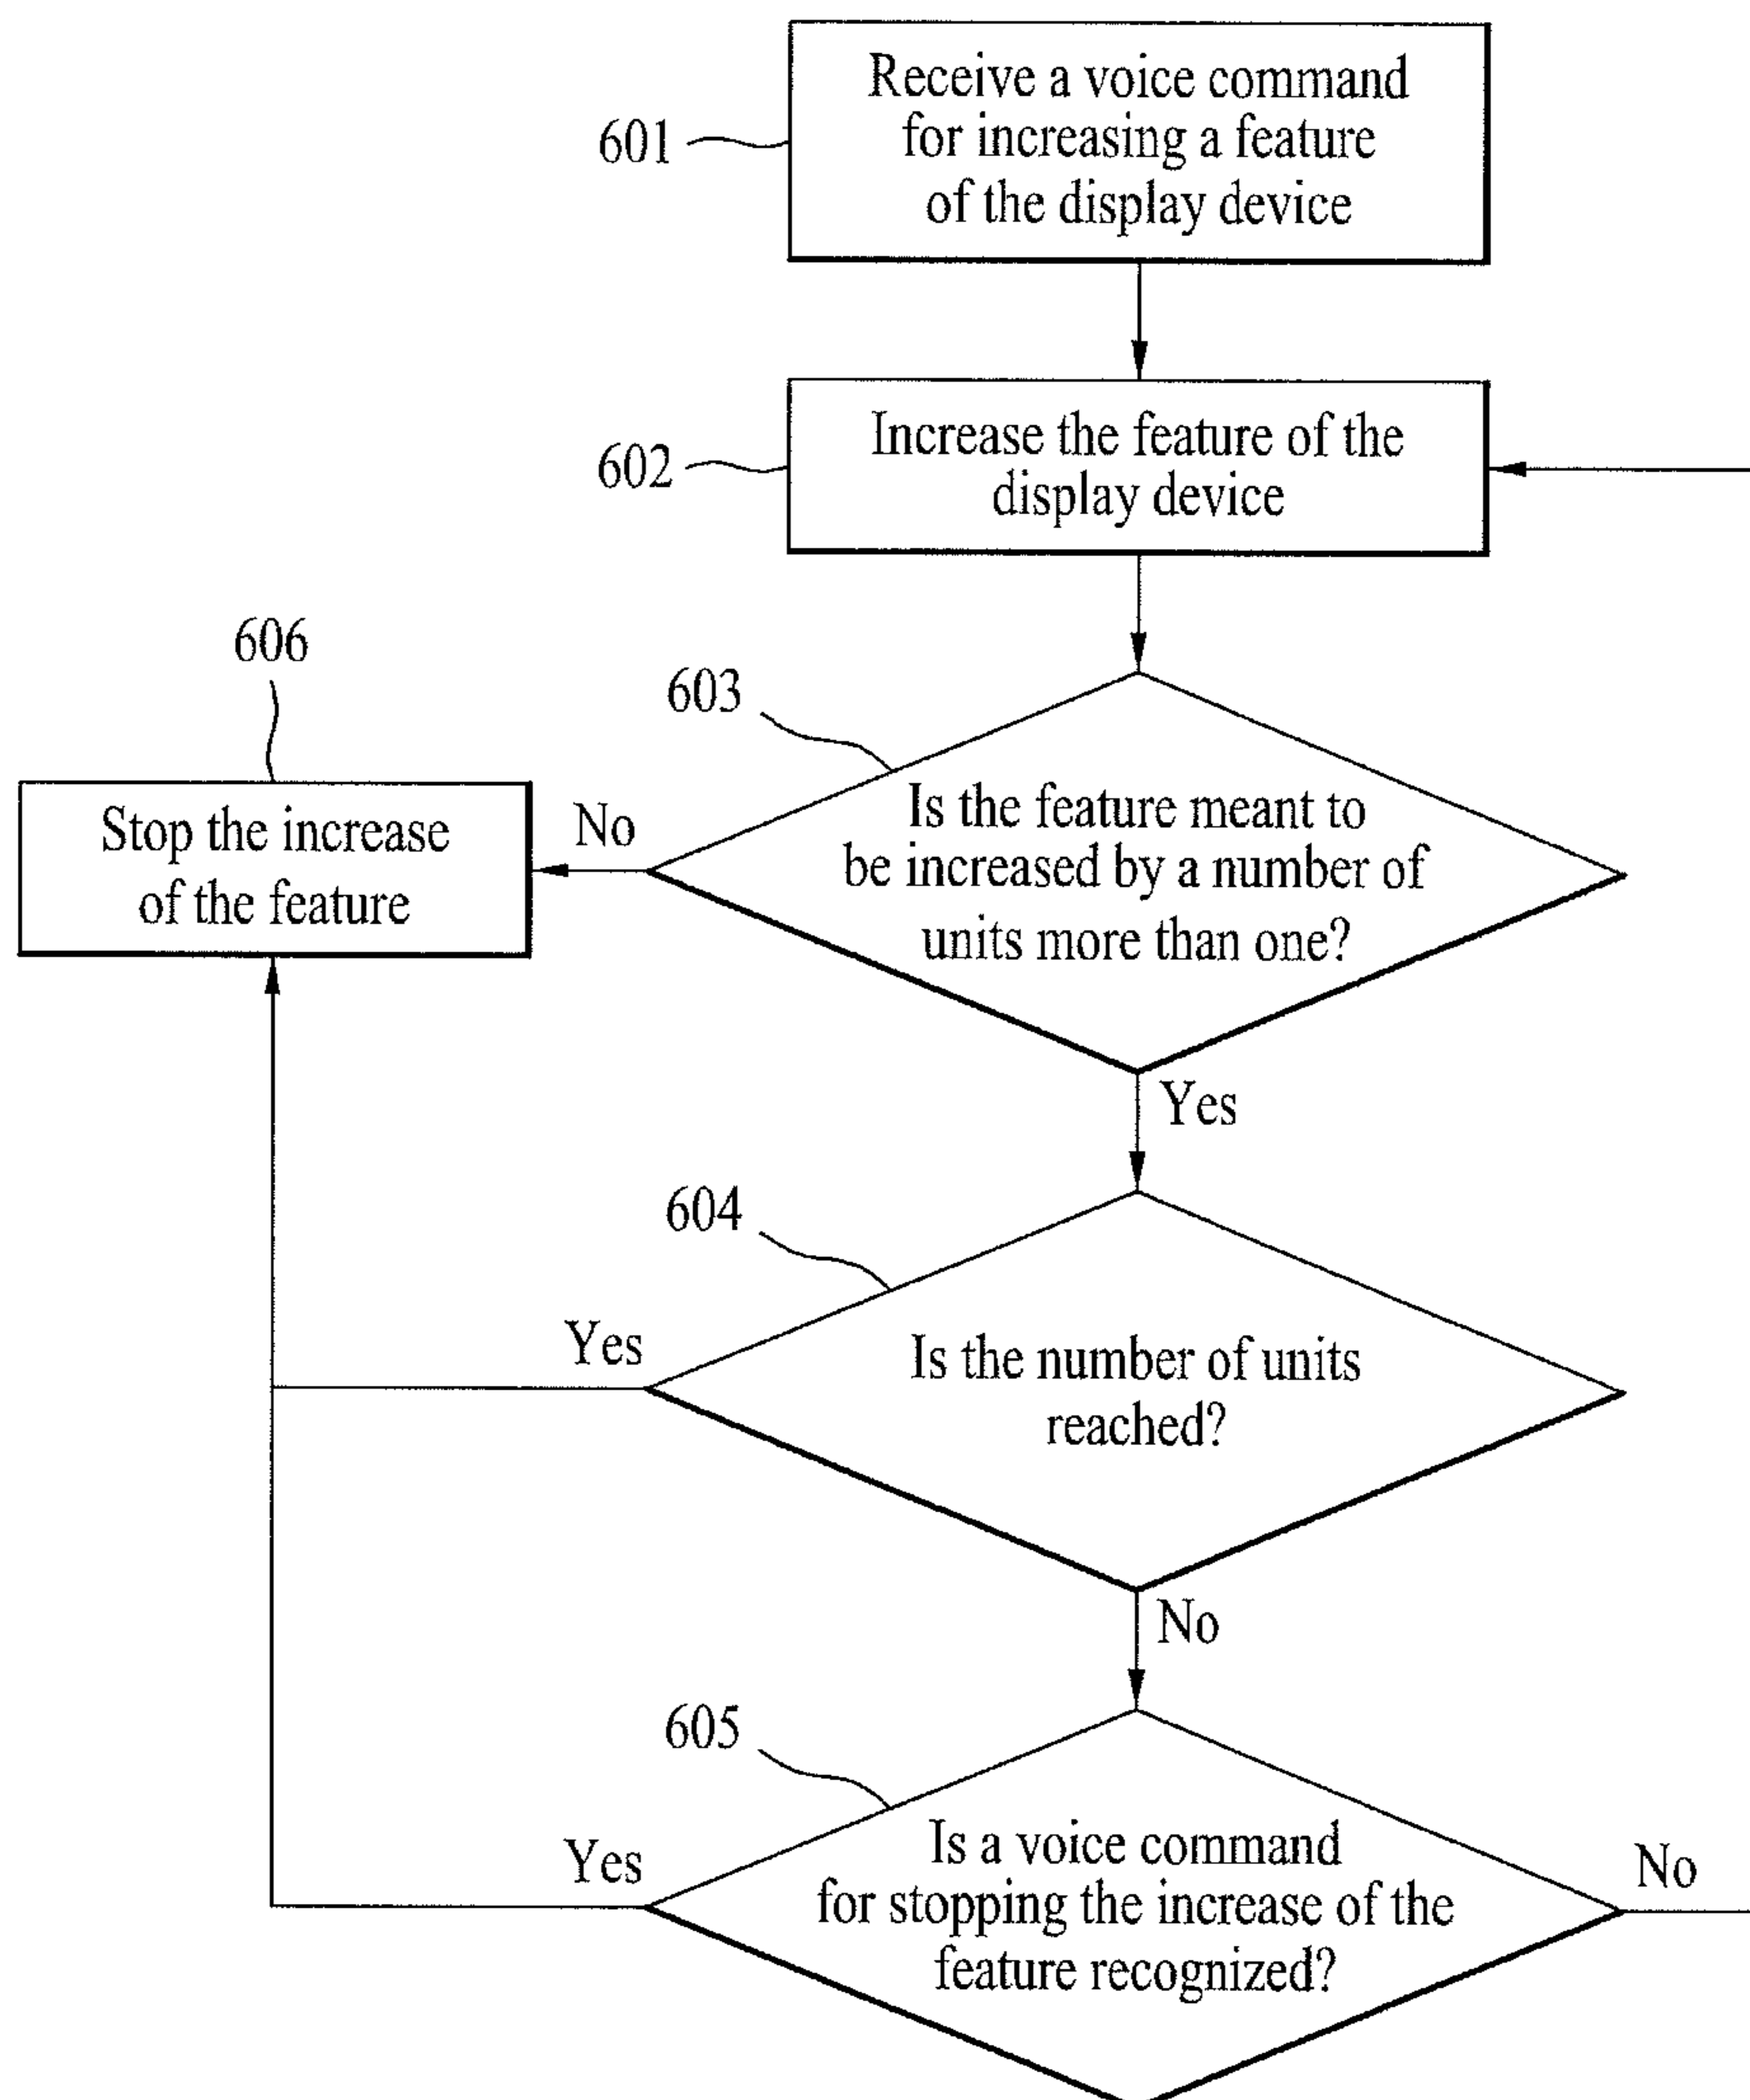 Receive a voice command
for increasing a feature
of the display device
601
Increase the feature of the
display device
602
606
603
Stop the increase
of the feature
No
Is the feature meant to
be increased by a number of
units more than one?
Yes
604
Yes
Is the number of units
reached?
No
605
Yes
Is a voice command
for stopping the increase of the
feature recognized?
No